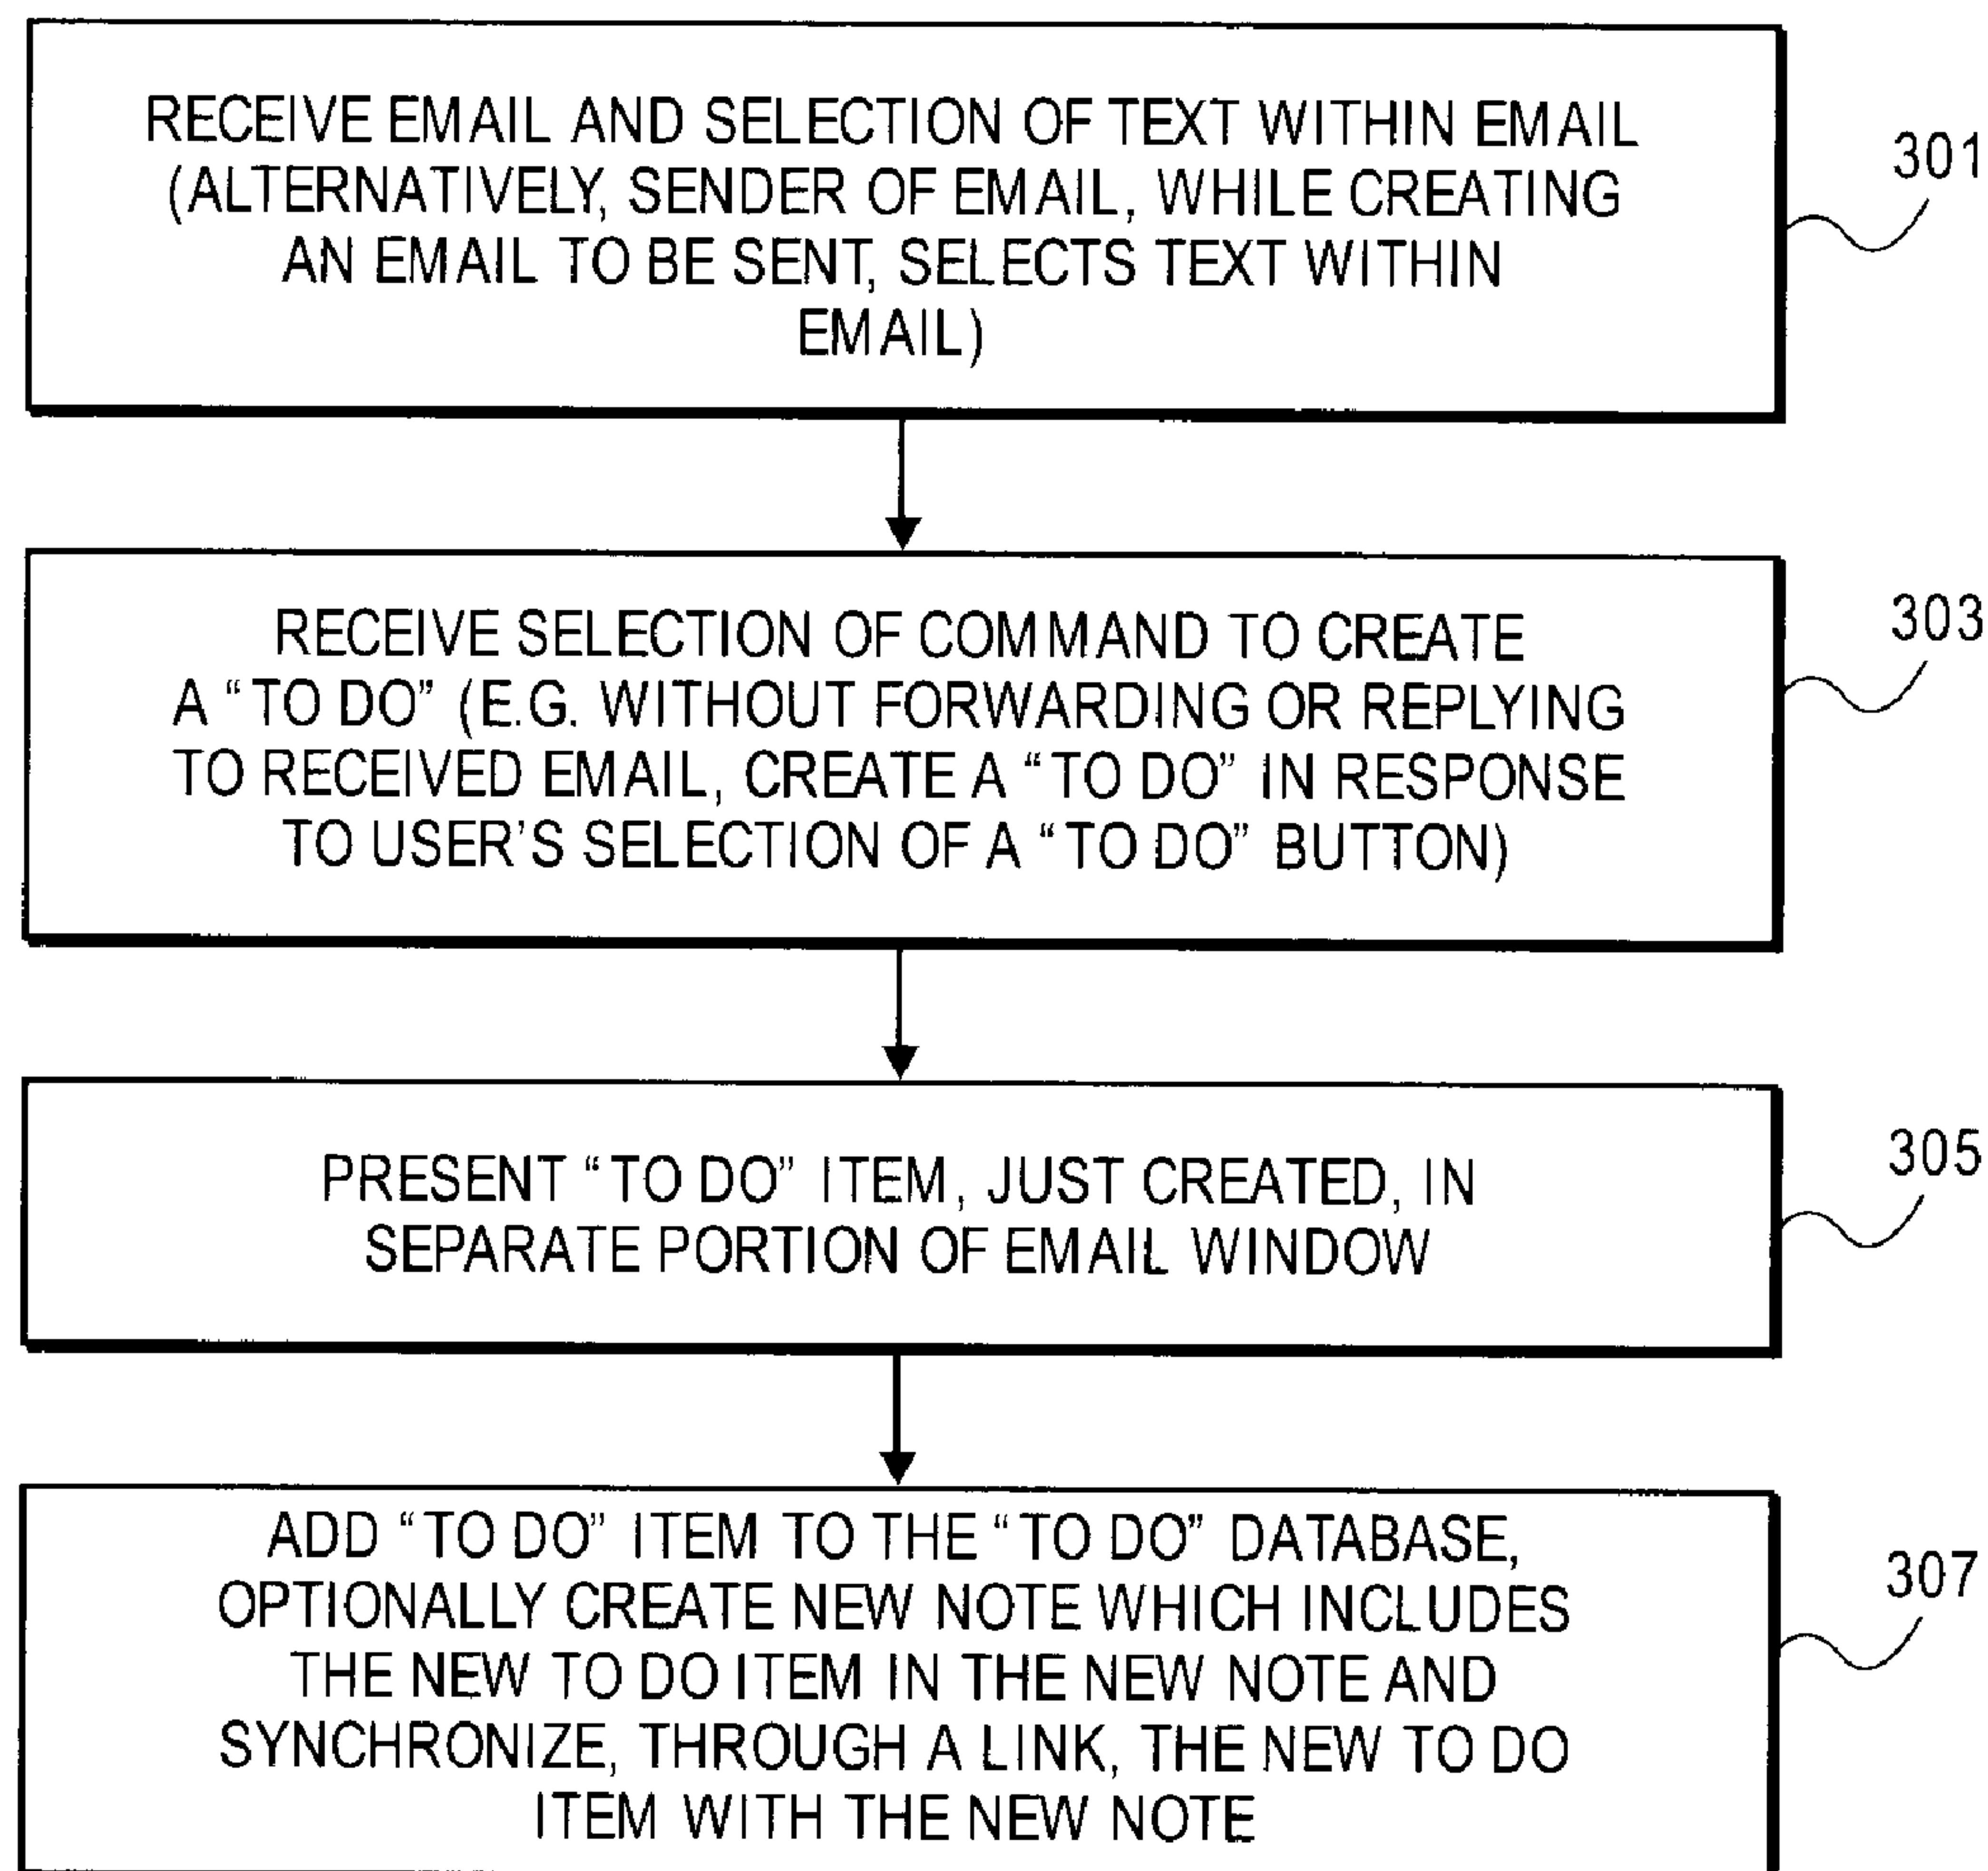 RECEIVE EMAIL AND SELECTION OF TEXT WITHIN EMAIL
(ALTERNATIVELY, SENDER OF EMAIL, WHILE CREATING
AN EMAIL TO BE SENT, SELECTS TEXT WITHIN
EMAIL)
301
RECEIVE SELECTION OF COMMAND TO CREATE
A “TO DO” (E.G. WITHOUT FORWARDING OR REPLYING
TO RECEIVED EMAIL, CREATE A “TO DO” IN RESPONSE
TO USER’S SELECTION OF A “TO DO” BUTTON)
303
PRESENT “TO DO” ITEM, JUST CREATED, IN
SEPARATE PORTION OF EMAIL WINDOW
305
ADD “TO DO” ITEM TO THE “TO DO” DATABASE,
OPTIONALLY CREATE NEW NOTE WHICH INCLUDES
THE NEW TO DO ITEM IN THE NEW NOTE AND
SYNCHRONIZE, THROUGH A LINK, THE NEW TO DO
ITEM WITH THE NEW NOTE
307